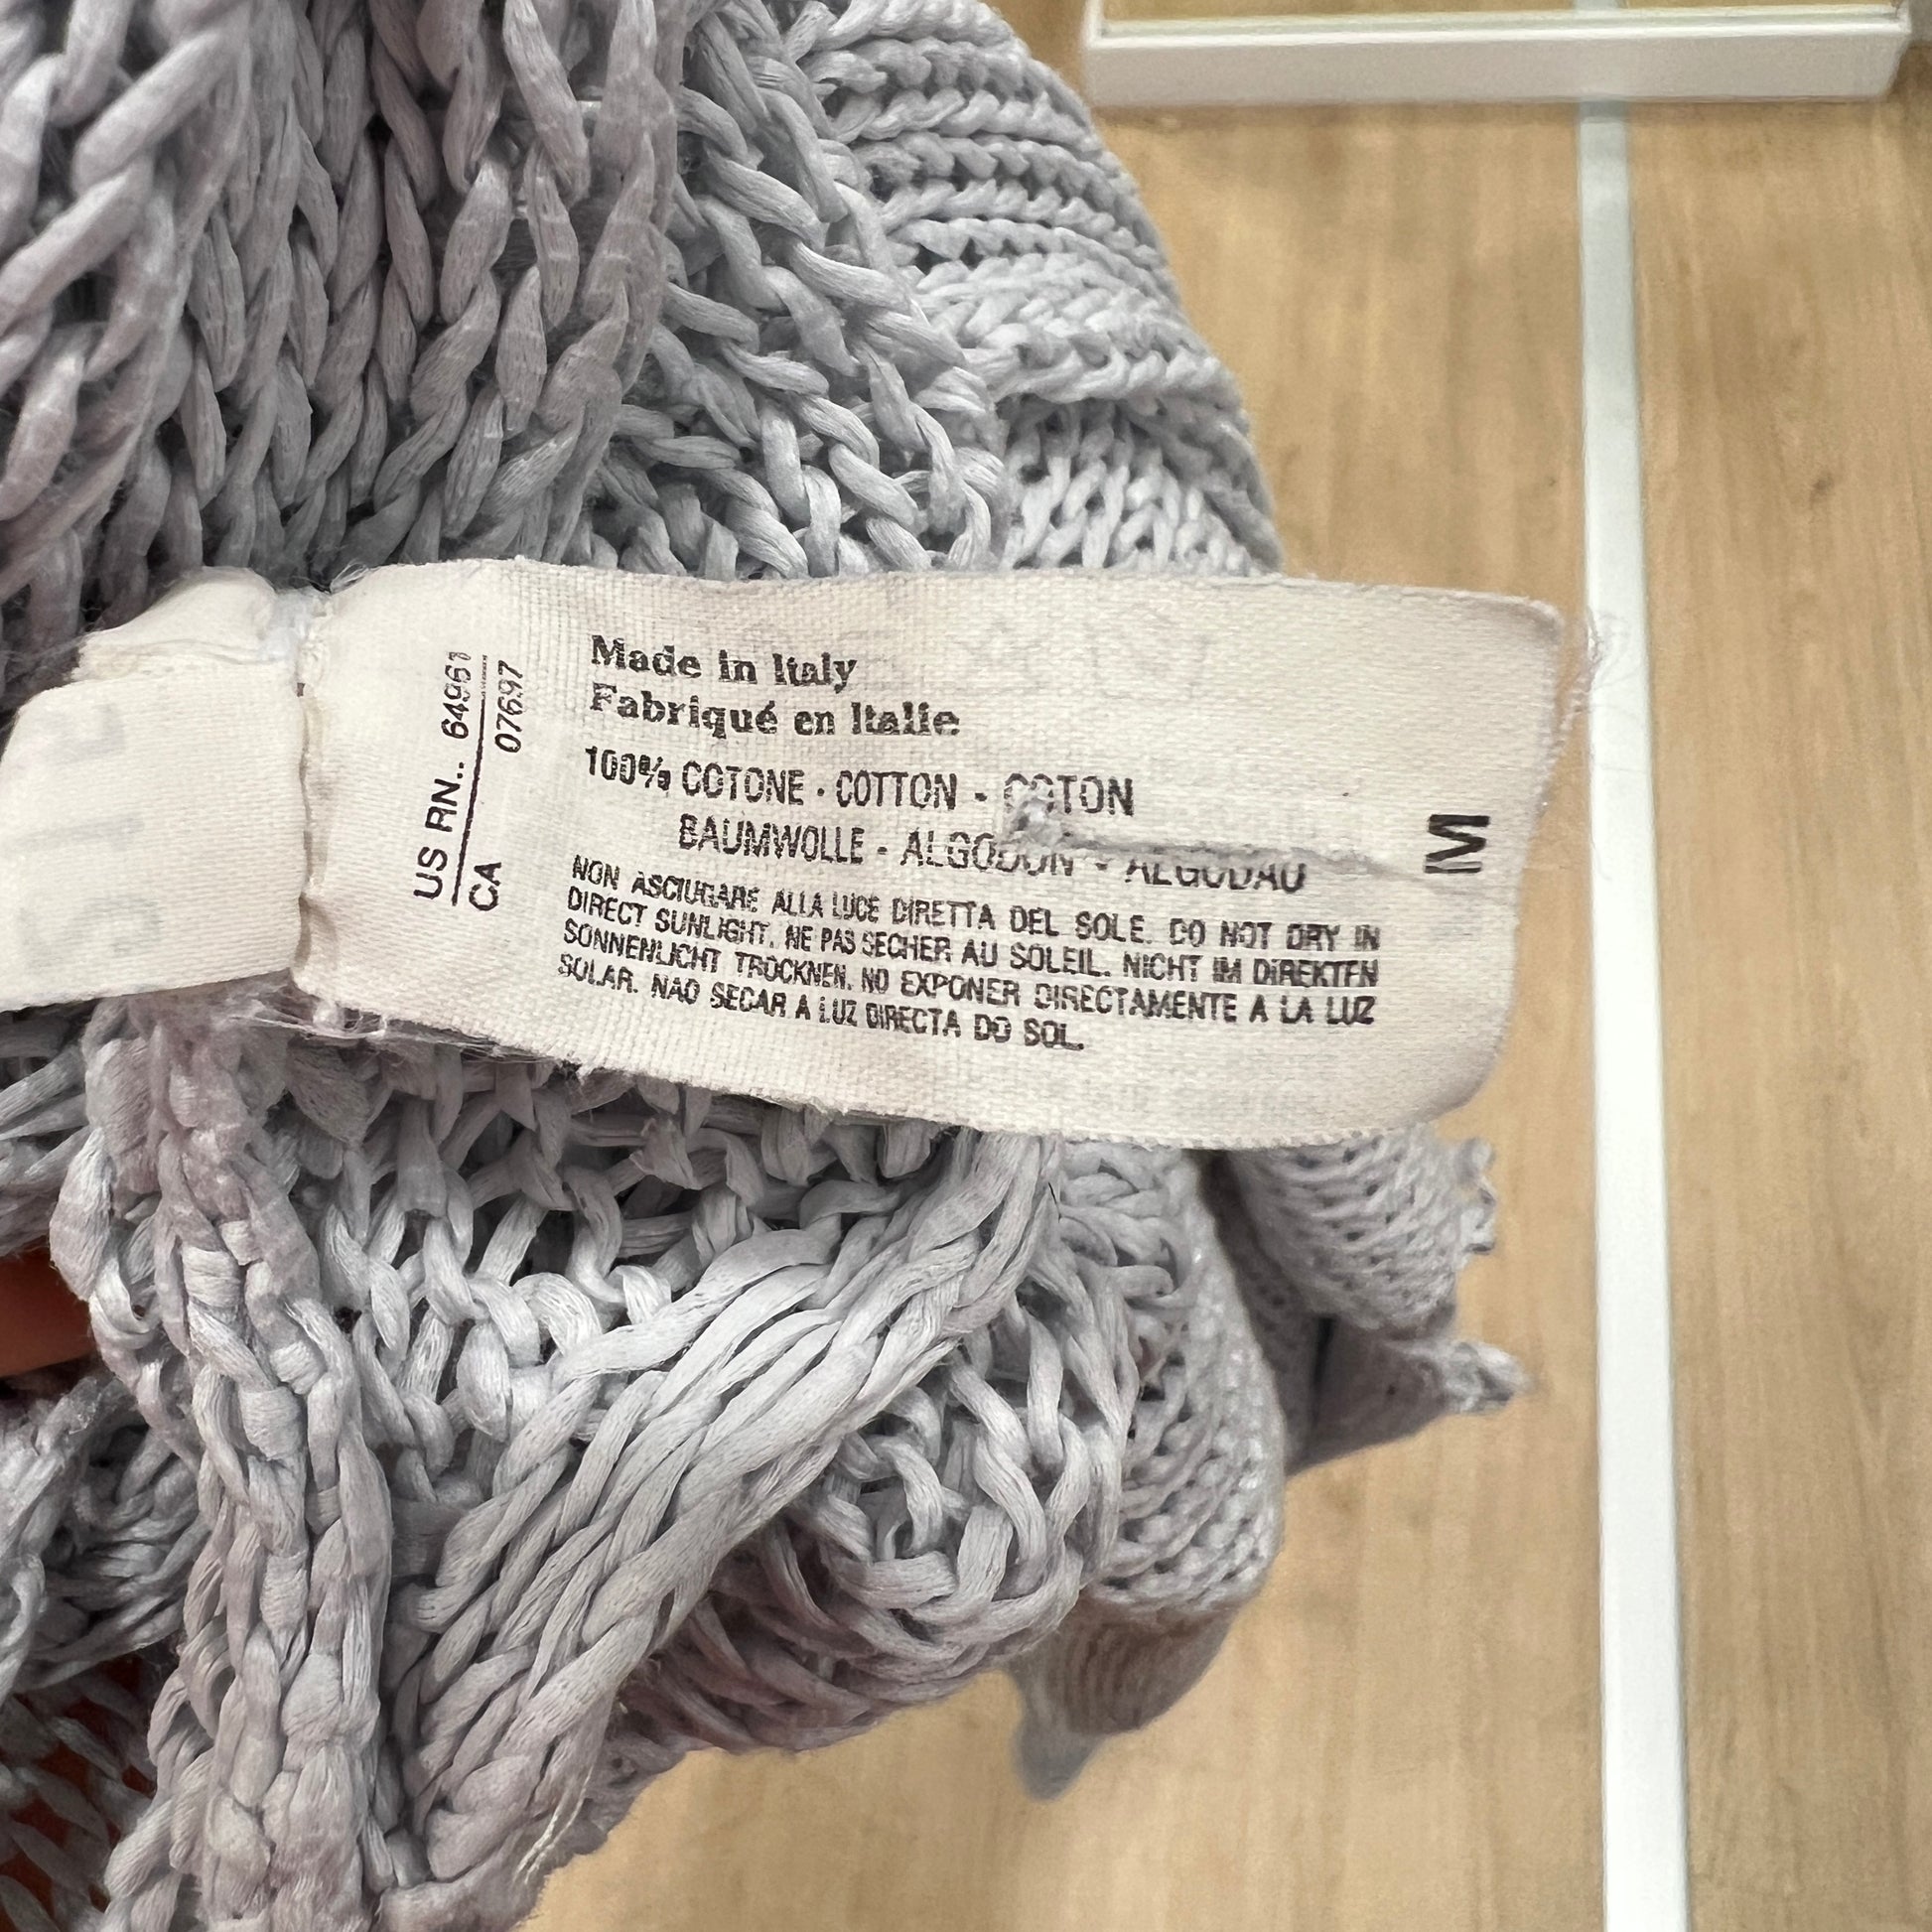 US RN.. 64961
CA 07697
Made in Italy
Fabriqué en Italie
100% COTONE · COTTON - COTON
BAUMWOLLE - ALGODON - ALGODAO
NON ASCIUGARE ALLA LUCE DIRETTA DEL SOLE. DO NOT DRY IN
DIRECT SUNLIGHT. NE PAS SECHER AU SOLEIL. NICHT IM DIREKTEN
SONNENLICHT TROCKNEN. NO EXPONER DIRECTAMENTE A LA LUZ
SOLAR. NAO SECAR A LUZ DIRECTA DO SOL.
M